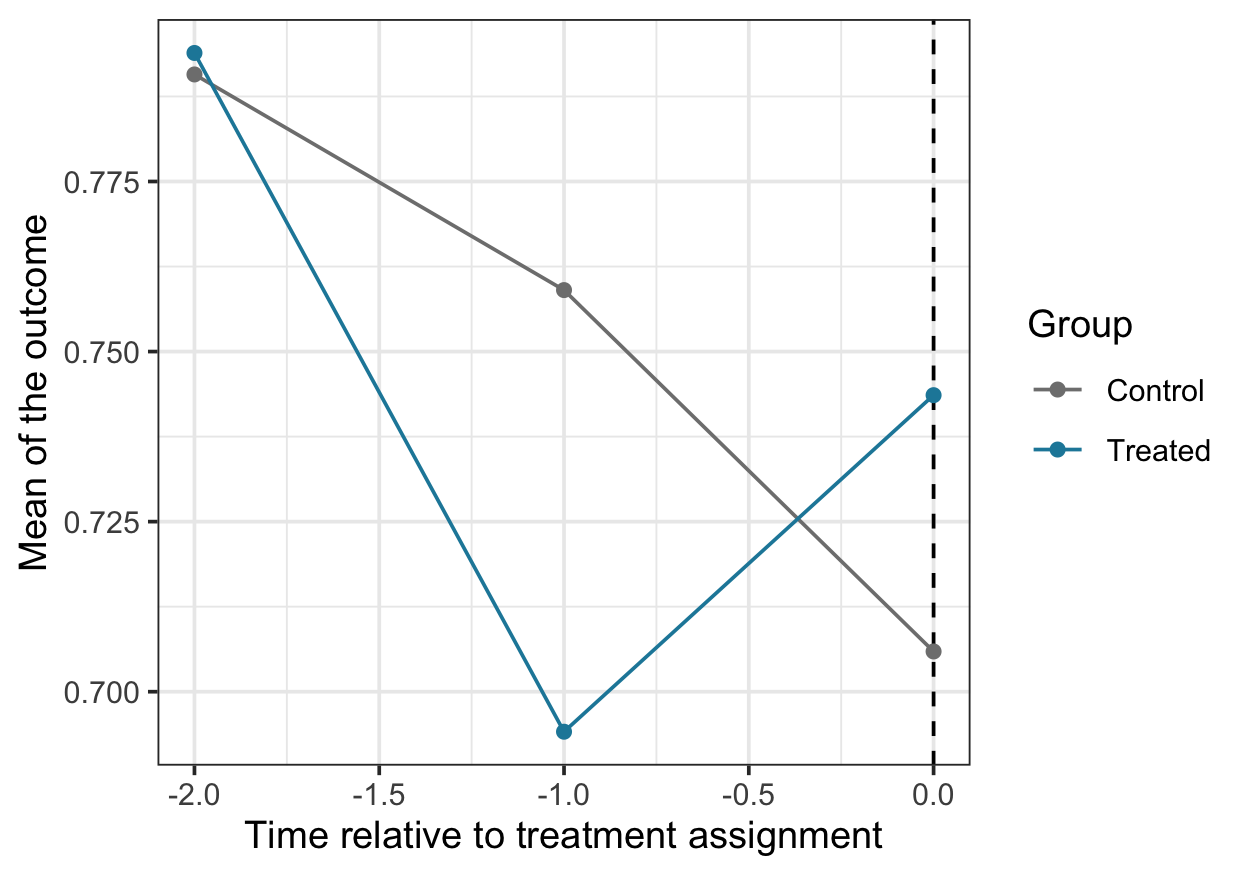 Mean of the outcome
0.775
0.750
0.725
0.700
-2.0 -1.5 -1.0 -0.5 0.0
Time relative to treatment assignment
Group
Control
Treated